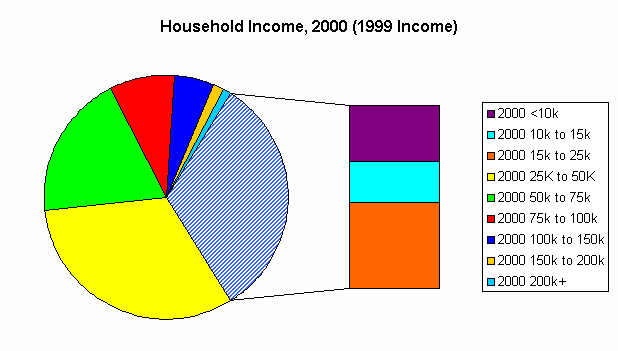 Household Income, 2000 (1999 Income)
2000 <10k
2000 10k to 15k
2000 15k to 25k
2000 25K to 50K
2000 50k to 75k
2000 75k to 100k
2000 100k to 150k
2000 150k to 200k
2000 200k+